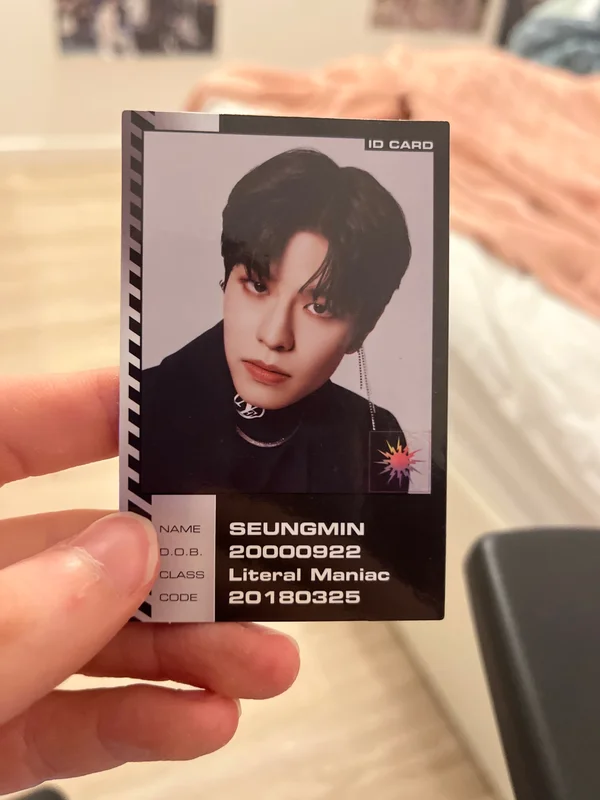 ID CARD
NAME SEUNGMIN
D.O.B. 20000922
CLASS Literal Maniac
CODE 20180325